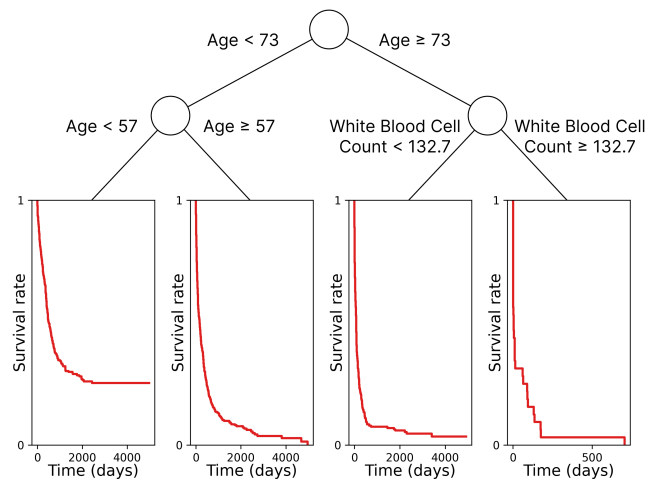 Age < 73
Age ≥ 73
Age < 57
Age ≥ 57
White Blood Cell
Count < 132.7
White Blood Cell
Count ≥ 132.7
1
0
Survival rate
0 2000 4000
Time (days)
1
0
Survival rate
0 2000 4000
Time (days)
1
0
Survival rate
0 2000 4000
Time (days)
1
0
Survival rate
0 500
Time (days)